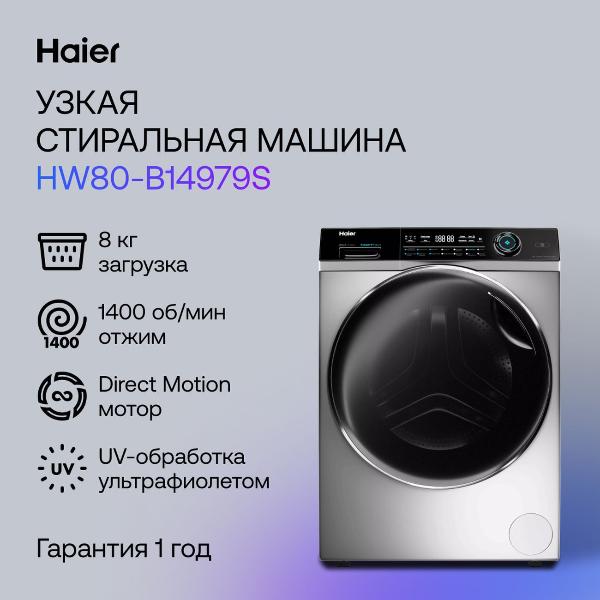 Haier
УЗКАЯ
СТИРАЛЬНАЯ МАШИНА
HW80-B14979S
8 кг
загрузка
1400 об/мин
отжим
1400
Direct Motion
мотор
UV-обработка
ультрафиолетом
UV
Гарантия 1 год
Haier